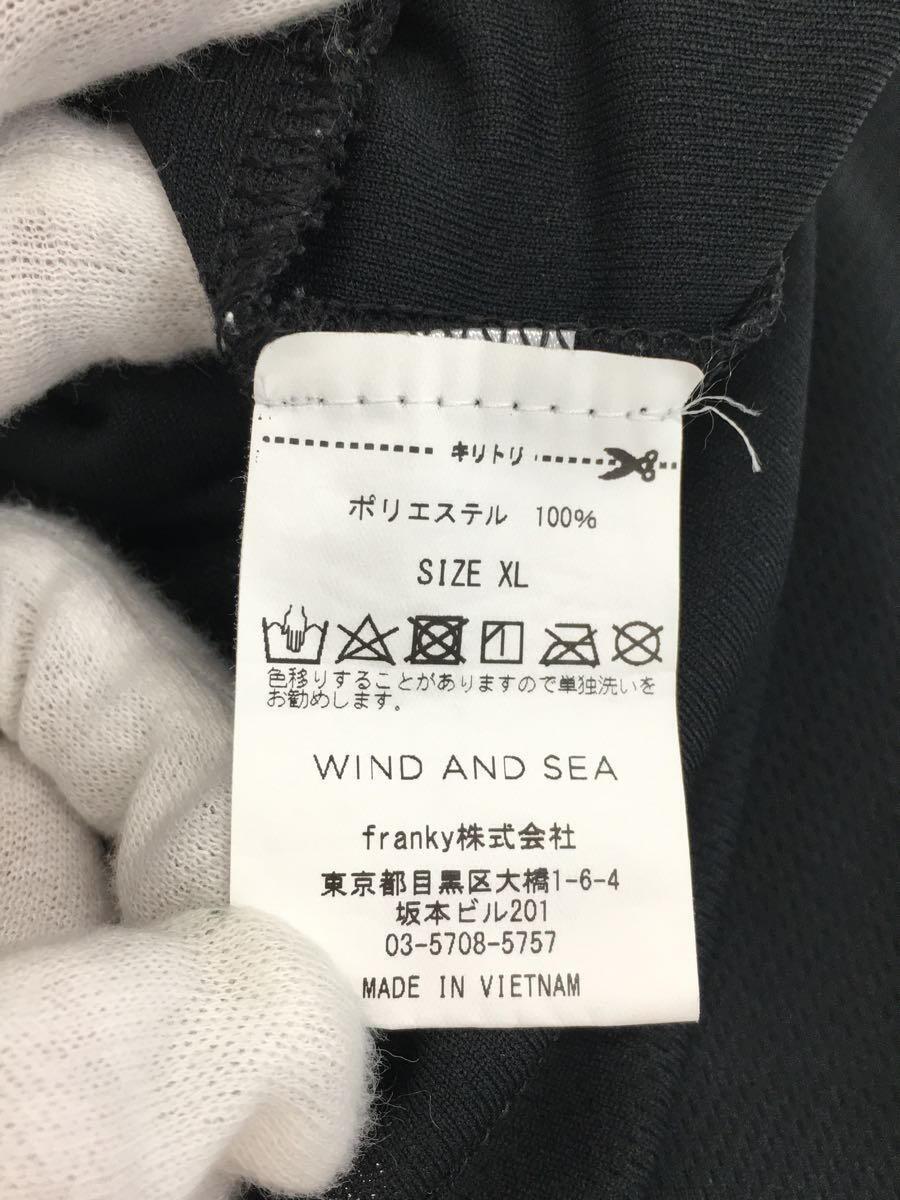 キリトリ
ポリエステル 100%
SIZE XL
色移りすることがありますので単独洗いを
お勧めします。
WIND AND SEA
franky株式会社
東京都目黒区大橋1-6-4
坂本ビル201
03-5708-5757
MADE IN VIETNAM